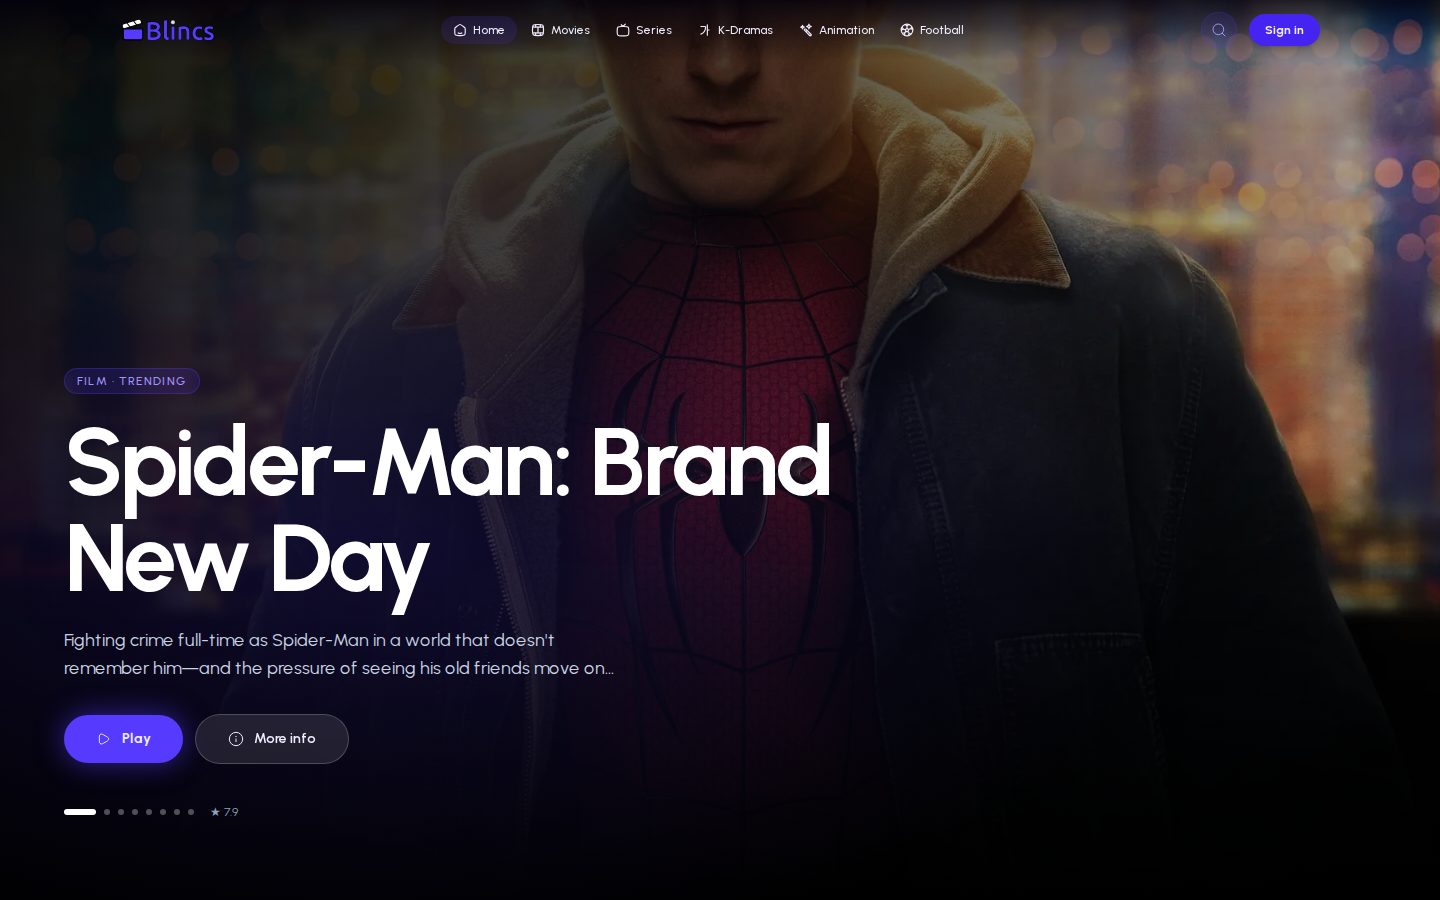 Blincs
Home
Movies
Series
K-Dramas
Animation
Football
Sign in
FILM · TRENDING
Spider-Man: Brand
New Day
Fighting crime full-time as Spider-Man in a world that doesn't
remember him—and the pressure of seeing his old friends move on...
Play
More info
★ 7.9